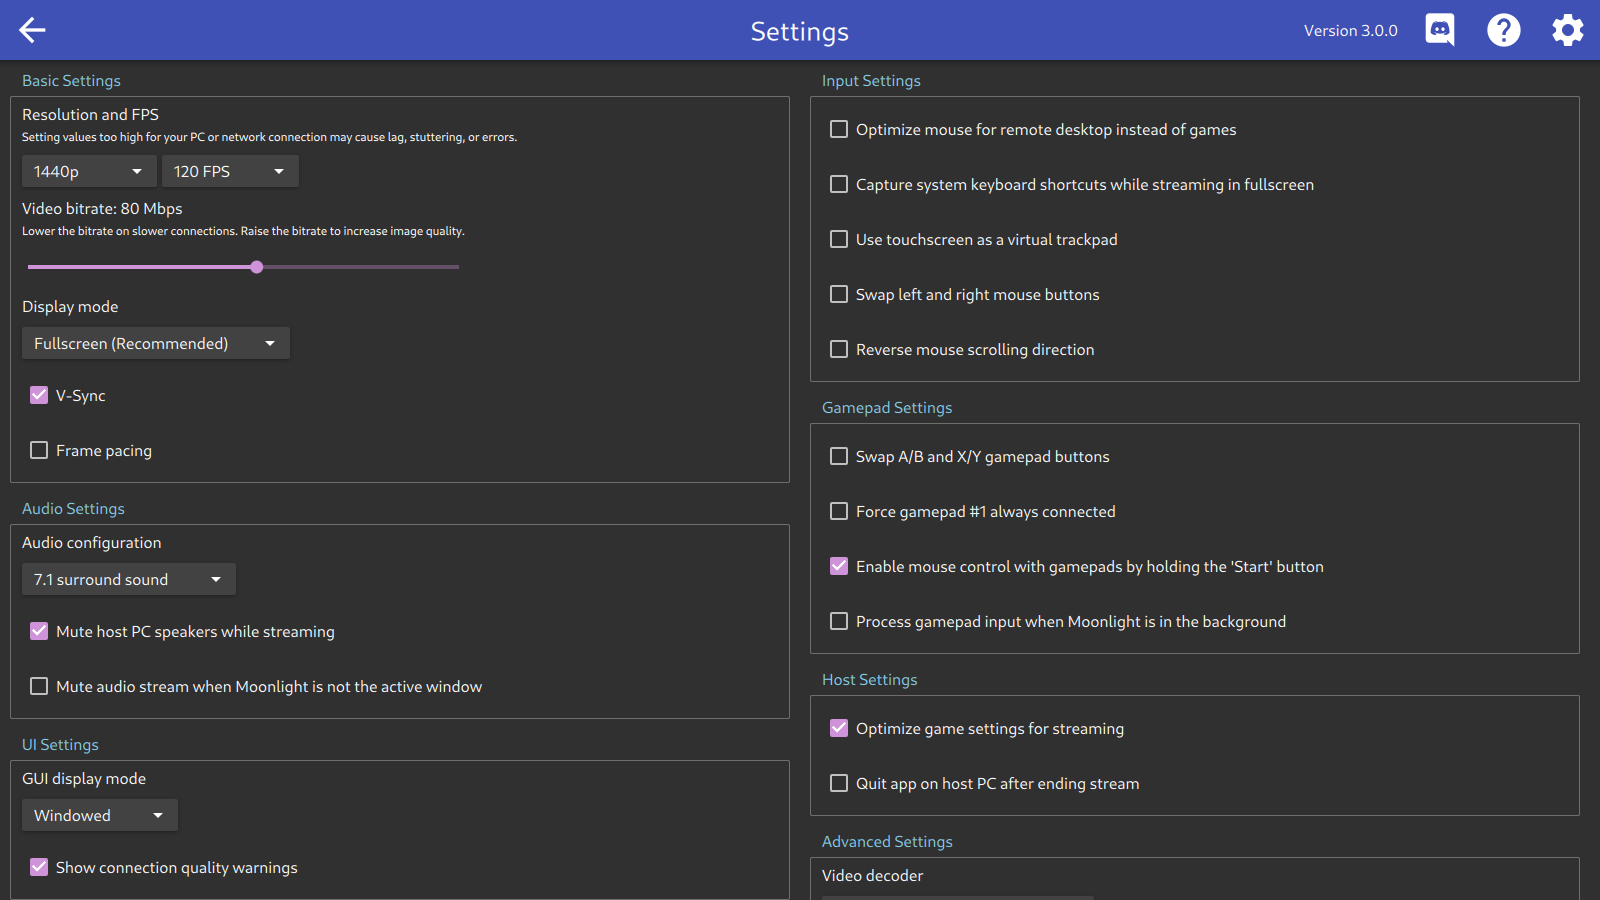 Settings
Version 3.0.0
Basic Settings
Resolution and FPS
Setting values too high for your PC or network connection may cause lag, stuttering, or errors.
1440p
120 FPS
Video bitrate: 80 Mbps
Lower the bitrate on slower connections. Raise the bitrate to increase image quality.
Display mode
Fullscreen (Recommended)
V-Sync
Frame pacing
Audio Settings
Audio configuration
7.1 surround sound
Mute host PC speakers while streaming
Mute audio stream when Moonlight is not the active window
UI Settings
GUI display mode
Windowed
Show connection quality warnings
Input Settings
Optimize mouse for remote desktop instead of games
Capture system keyboard shortcuts while streaming in fullscreen
Use touchscreen as a virtual trackpad
Swap left and right mouse buttons
Reverse mouse scrolling direction
Gamepad Settings
Swap A/B and X/Y gamepad buttons
Force gamepad #1 always connected
Enable mouse control with gamepads by holding the 'Start' button
Process gamepad input when Moonlight is in the background
Host Settings
Optimize game settings for streaming
Quit app on host PC after ending stream
Advanced Settings
Video decoder